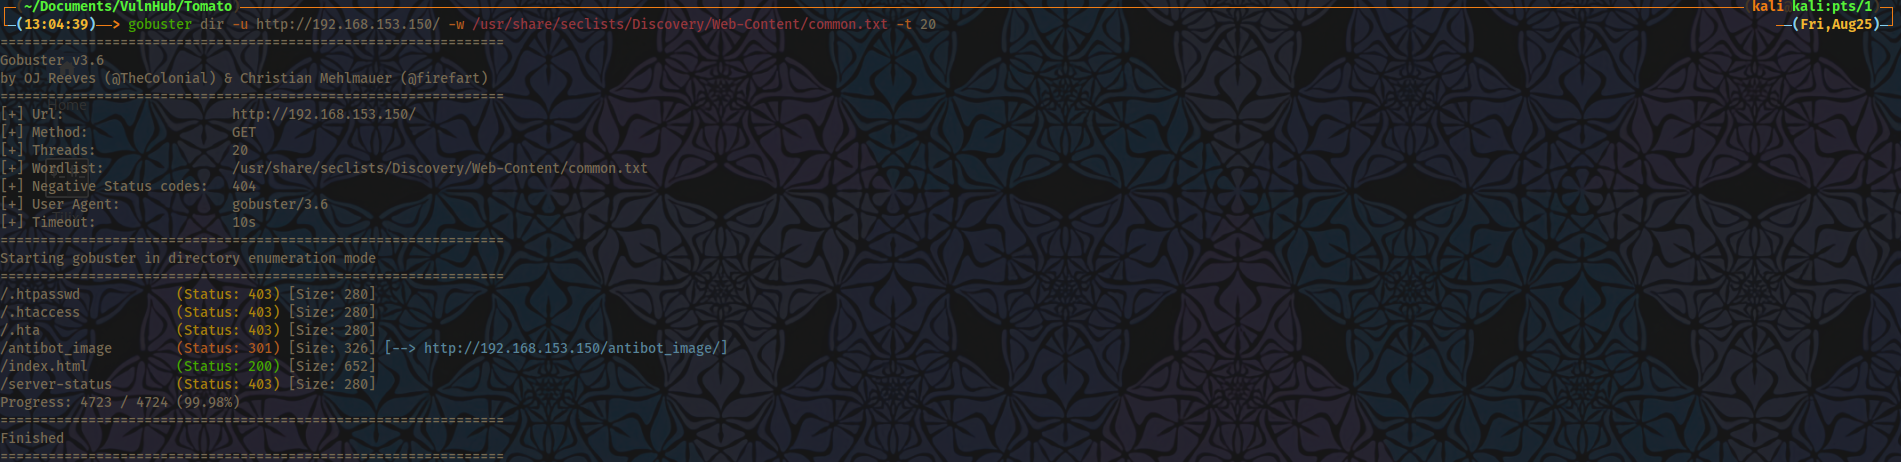 ~/Documents/VulnHub/Tomato kali@kali:pts/1
(13:04:39)——> gobuster dir -u http://192.168.153.150/ -w /usr/share/seclists/Discovery/Web-Content/common.txt -t 20 (Fri,Aug25)
===============================================================
Gobuster v3.6
by OJ Reeves (@TheColonial) & Christian Mehlmauer (@firefart)
===============================================================
[+] Url: http://192.168.153.150/
[+] Method: GET
[+] Threads: 20
[+] Wordlist: /usr/share/seclists/Discovery/Web-Content/common.txt
[+] Negative Status codes: 404
[+] User Agent: gobuster/3.6
[+] Timeout: 10s
===============================================================
Starting gobuster in directory enumeration mode
===============================================================
/.htpasswd (Status: 403) [Size: 280]
/.htaccess (Status: 403) [Size: 280]
/.hta (Status: 403) [Size: 280]
/antibot_image (Status: 301) [Size: 326] [--> http://192.168.153.150/antibot_image/]
/index.html (Status: 200) [Size: 652]
/server-status (Status: 403) [Size: 280]
Progress: 4723 / 4724 (99.98%)
===============================================================
Finished
===============================================================